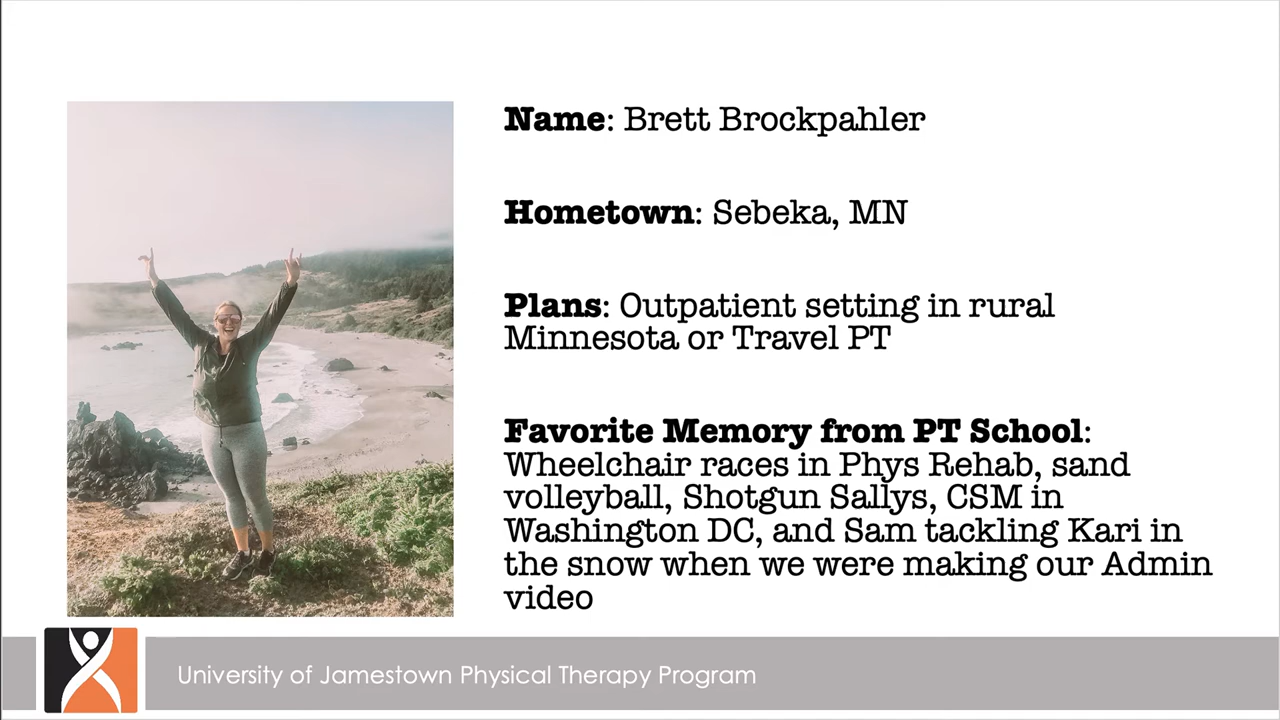 Name: Brett Brockpahler
Hometown: Sebeka, MN
Plans: Outpatient setting in rural
Minnesota or Travel PT
Favorite Memory from PT School:
Wheelchair races in Phys Rehab, sand
volleyball, Shotgun Sallys, CSM in
Washington DC, and Sam tackling Kari in
the snow when we were making our Admin
video
University of Jamestown Physical Therapy Program